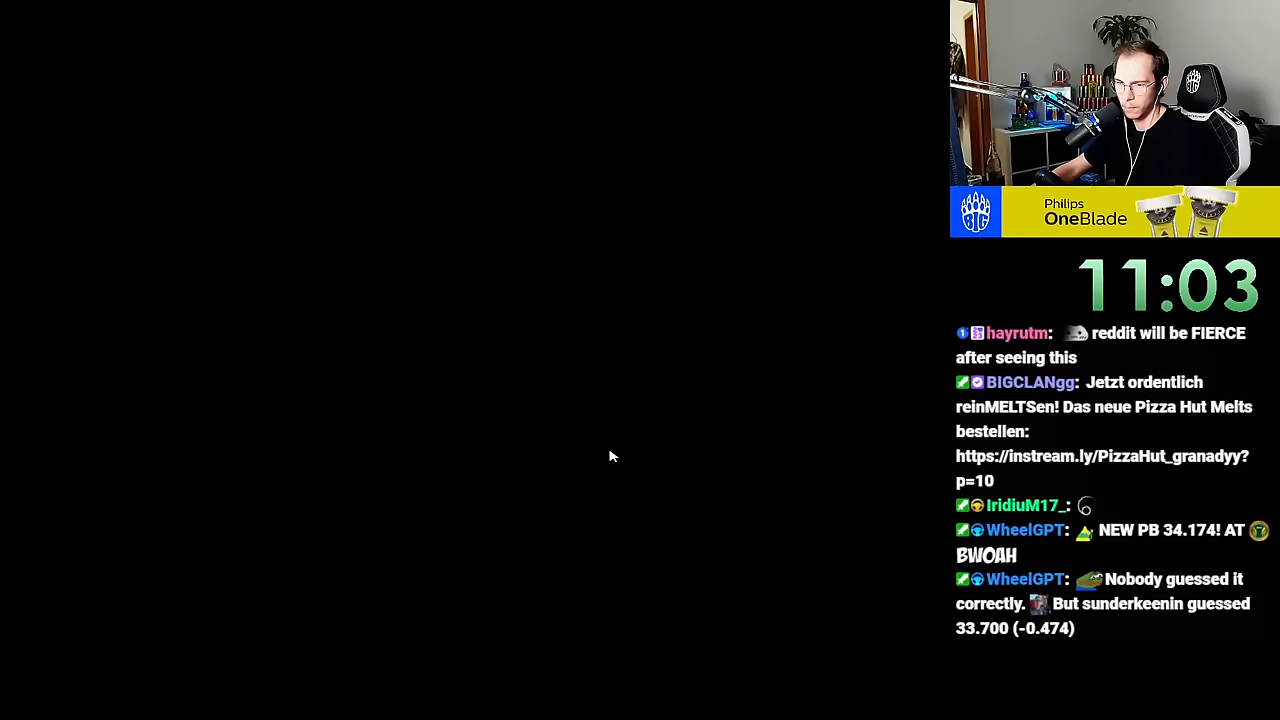 BIG
Philips
OneBlade
11:03
hayrutm: reddit will be FIERCE
after seeing this
BIGCLANgg: Jetzt ordentlich
reinMELTSen! Das neue Pizza Hut Melts
bestellen:
https://instream.ly/PizzaHut_granadyy?
p=10
IridiuM17_:
WheelGPT: NEW PB 34.174! AT
BWOAH
WheelGPT: Nobody guessed it
correctly. But sunderkeenin guessed
33.700 (-0.474)